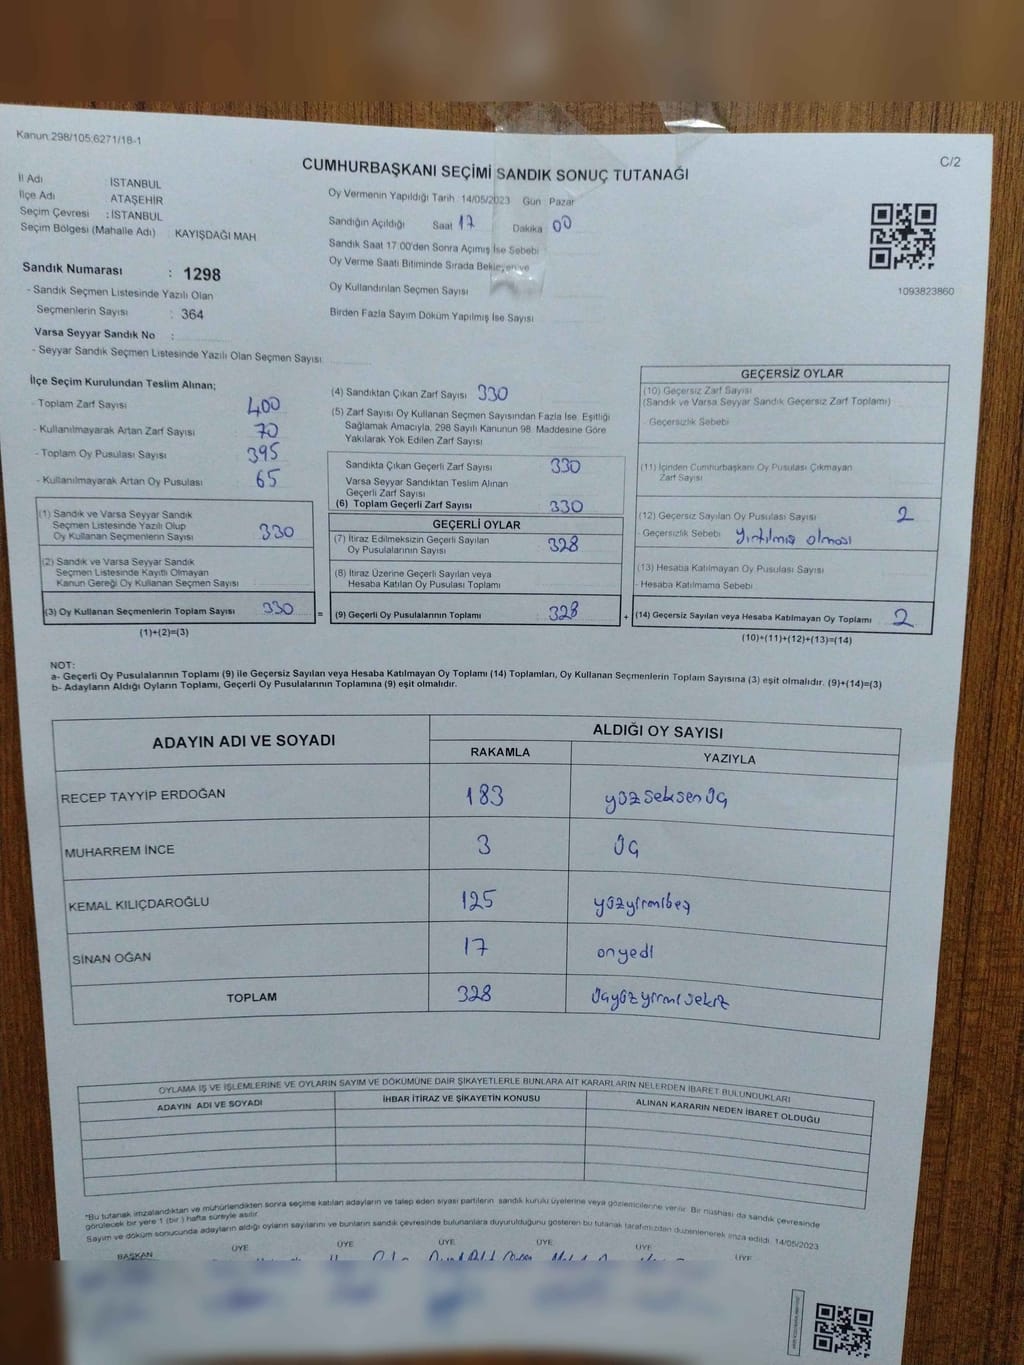 Kanun:298/105,6271/18-1
C/2
CUMHURBAŞKANI SEÇİMİ SANDIK SONUÇ TUTANAĞI
İl Adı : İSTANBUL
İlçe Adı : ATAŞEHİR
Seçim Çevresi : İSTANBUL
Seçim Bölgesi (Mahalle Adı) : KAYIŞDAĞI MAH
Oy Vermenin Yapıldığı Tarih : 14/05/2023 Gün : Pazar
Sandığın Açıldığı Saat 17 Dakika 00
Sandık Saat 17:00'den Sonra Açımış İse Sebebi
Oy Verme Saati Bitiminde Sırada Bekleyen ve
Oy Kullandırılan Seçmen Sayısı
Birden Fazla Sayım Döküm Yapılmış İse Sayısı
1093823860
Sandık Numarası : 1298
- Sandık Seçmen Listesinde Yazılı Olan
Seçmenlerin Sayısı : 364
Varsa Seyyar Sandık No :
- Seyyar Sandık Seçmen Listesinde Yazılı Olan Seçmen Sayısı
İlçe Seçim Kurulundan Teslim Alınan;
- Toplam Zarf Sayısı 400
- Kullanılmayarak Artan Zarf Sayısı 70
- Toplam Oy Pusulası Sayısı 395
- Kullanılmayarak Artan Oy Pusulası 65
(1) Sandık ve Varsa Seyyar Sandık
Seçmen Listesinde Yazılı Olup
Oy Kullanan Seçmenlerin Sayısı 330
(2) Sandık ve Varsa Seyyar Sandık
Seçmen Listesinde Kayıtlı Olmayan
Kanun Gereği Oy Kullanan Seçmen Sayısı
(3) Oy Kullanan Seçmenlerin Toplam Sayısı 330 =
(1)+(2)=(3)
(4) Sandıktan Çıkan Zarf Sayısı 330
(5) Zarf Sayısı Oy Kullanan Seçmen Sayısından Fazla İse, Eşitliği
Sağlamak Amacıyla, 298 Sayılı Kanunun 98. Maddesine Göre
Yakılarak Yok Edilen Zarf Sayısı
Sandıkta Çıkan Geçerli Zarf Sayısı 330
Varsa Seyyar Sandıktan Teslim Alınan
Geçerli Zarf Sayısı
(6) Toplam Geçerli Zarf Sayısı 330
GEÇERLİ OYLAR
(7) İtiraz Edilmeksizin Geçerli Sayılan
Oy Pusulalarının Sayısı 328
(8) İtiraz Üzerine Geçerli Sayılan veya
Hesaba Katılan Oy Pusulası Toplamı
(9) Geçerli Oy Pusulalarının Toplamı 328 +
GEÇERSİZ OYLAR
(10) Geçersiz Zarf Sayısı
(Sandık ve Varsa Seyyar Sandık Geçersiz Zarf Toplamı)
- Geçersizlik Sebebi
(11) İçinden Cumhurbaşkanı Oy Pusulası Çıkmayan
Zarf Sayısı
(12) Geçersiz Sayılan Oy Pusulası Sayısı 2
- Geçersizlik Sebebi yırtılmış olması
(13) Hesaba Katılmayan Oy Pusulası Sayısı
- Hesaba Katılmama Sebebi
(14) Geçersiz Sayılan veya Hesaba Katılmayan Oy Toplamı 2
(10)+(11)+(12)+(13)=(14)
NOT:
a- Geçerli Oy Pusulalarının Toplamı (9) ile Geçersiz Sayılan veya Hesaba Katılmayan Oy Toplamı (14) Toplamları, Oy Kullanan Seçmenlerin Toplam Sayısına (3) eşit olmalıdır. (9)+(14)=(3)
b- Adayların Aldığı Oyların Toplamı, Geçerli Oy Pusulalarının Toplamına (9) eşit olmalıdır.
ADAYIN ADI VE SOYADI
ALDIĞI OY SAYISI
RAKAMLA YAZIYLA
RECEP TAYYİP ERDOĞAN 183 yüzseksenüç
MUHARREM İNCE 3 üç
KEMAL KILIÇDAROĞLU 125 yüzyirmibeş
SİNAN OĞAN 17 onyedi
TOPLAM 328 üçyüzyirmisekiz
OYLAMA İŞ VE İŞLEMLERİNE VE OYLARIN SAYIM VE DÖKÜMÜNE DAİR ŞİKAYETLERLE BUNLARA AİT KARARLARIN NELERDEN İBARET BULUNDUKLARI
ADAYIN ADI VE SOYADI İHBAR İTİRAZ VE ŞİKAYETİN KONUSU ALINAN KARARIN NEDEN İBARET OLDUĞU
*Bu tutanak imzalandıktan ve mühürlendikten sonra seçime katılan adayların ve talep eden siyasi partilerin sandık kurulu üyelerine veya gözlemcilerine verilir. Bir nüshası da sandık çevresinde
görülecek bir yere 1 (bir) hafta süreyle asılır.
Sayım ve döküm sonucunda adayların aldığı oyların sayılarını ve bunların sandık çevresinde bulunanlara duyurulduğunu gösteren bu tutanak tarafımızdan düzenlenerek imza edildi. 14/05/2023
BAŞKAN ÜYE ÜYE ÜYE ÜYE ÜYE ÜYE